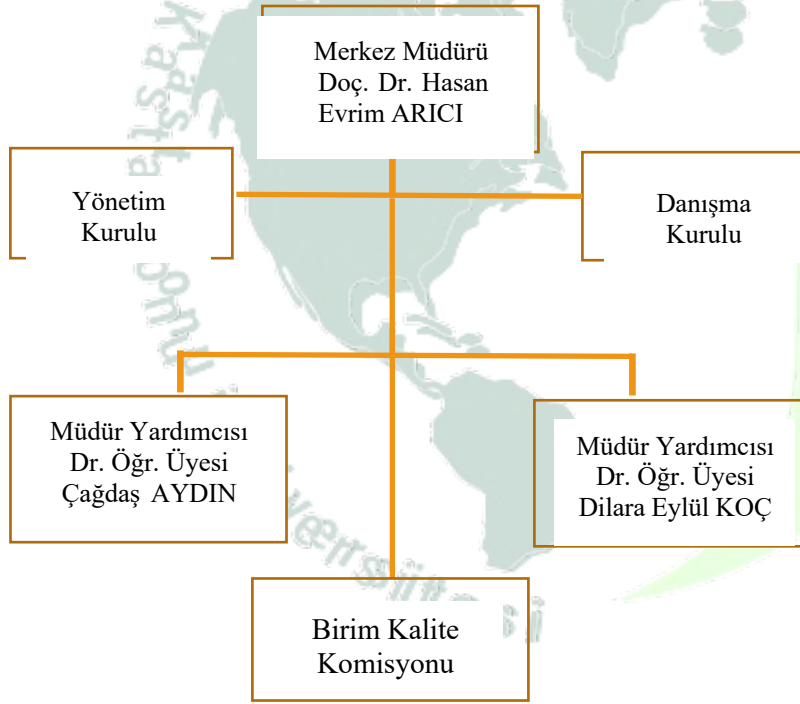 Merkez Müdürü
Doç. Dr. Hasan
Evrim ARICI
Yönetim
Kurulu
Danışma
Kurulu
Müdür Yardımcısı
Dr. Öğr. Üyesi
Çağdaş AYDIN
Müdür Yardımcısı
Dr. Öğr. Üyesi
Dilara Eylül KOÇ
Birim Kalite
Komisyonu